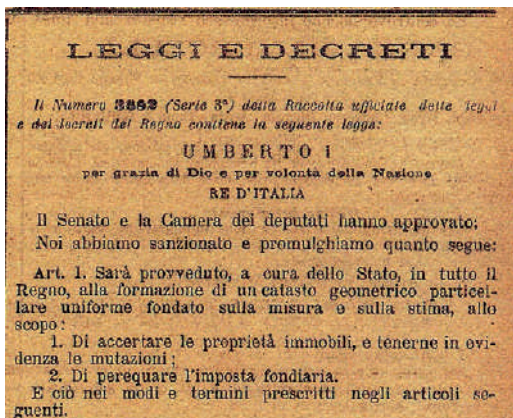 LEGGI E DECRETI
Il Numero 3682 (Serie 3ª) della Raccolta ufficiale delle leggi
e dei decreti del Regno contiene la seguente legge:
UMBERTO I
per grazia di Dio e per volontà della Nazione
RE D'ITALIA
Il Senato e la Camera dei deputati hanno approvato;
Noi abbiamo sanzionato e promulghiamo quanto segue:
Art. 1. Sarà provveduto, a cura dello Stato, in tutto il
Regno, alla formazione di un catasto geometrico particel-
lare uniforme fondato sulla misura e sulla stima, allo
scopo:
1. Di accertare le proprietà immobili, e tenerne in evi-
denza le mutazioni;
2. Di perequare l'imposta fondiaria.
E ciò nei modi e termini prescritti negli articoli se-
guenti.